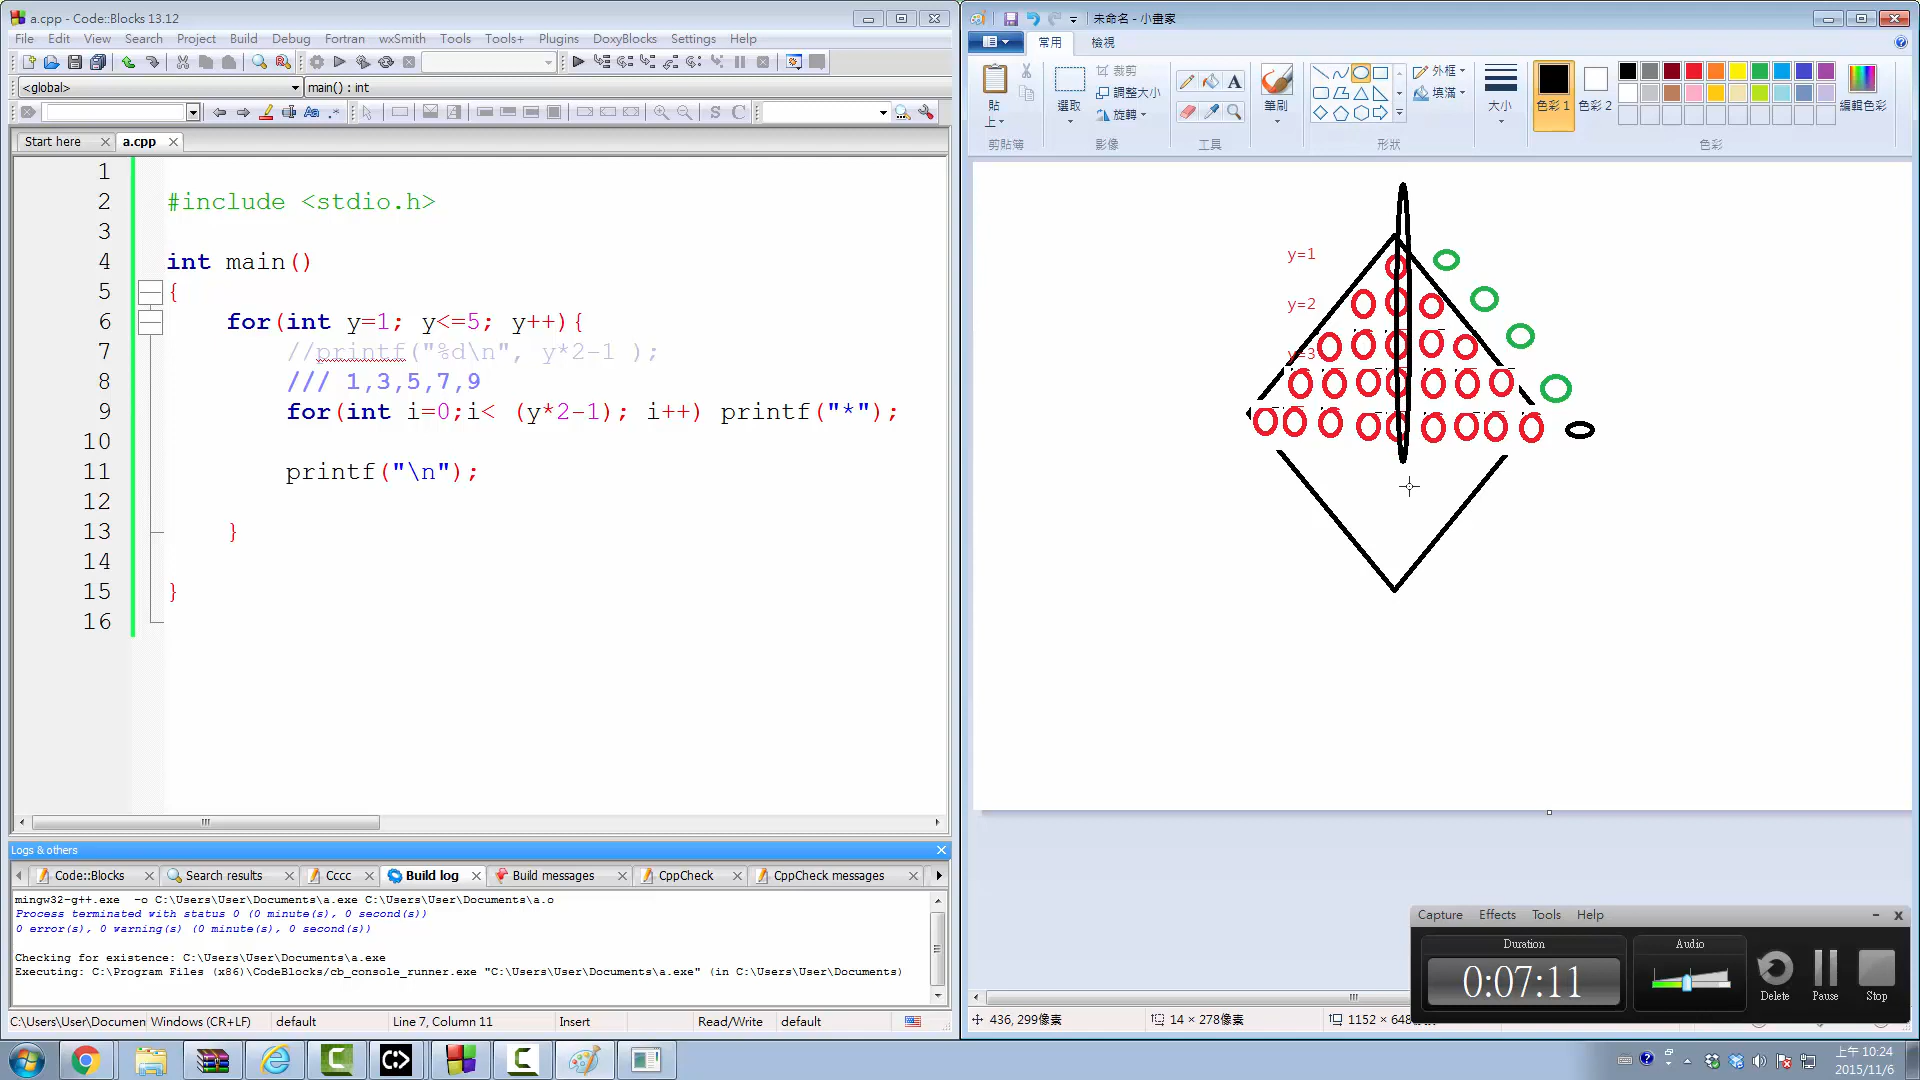 a.cpp - Code::Blocks 13.12
File Edit View Search Project Build Debug Fortran wxSmith Tools Tools+ Plugins DoxyBlocks Settings Help
<global> main() : int
Start here a.cpp
1
2 #include <stdio.h>
3
4 int main()
5 {
6 for(int y=1; y<=5; y++){
7 //printf("%d\n", y*2-1 );
8 /// 1,3,5,7,9
9 for(int i=0;i< (y*2-1); i++) printf("*");
10
11 printf("\n");
12
13 }
14
15 }
16
Logs & others
Code::Blocks Search results Cccc Build log Build messages CppCheck CppCheck messages
mingw32-g++.exe -o C:\Users\User\Documents\a.exe C:\Users\User\Documents\a.o
Process terminated with status 0 (0 minute(s), 0 second(s))
0 error(s), 0 warning(s) (0 minute(s), 0 second(s))
Checking for existence: C:\Users\User\Documents\a.exe
Executing: C:\Program Files (x86)\CodeBlocks/cb_console_runner.exe "C:\Users\User\Documents\a.exe" (in C:\Users\User\Documents)
C:\Users\User\Documen Windows (CR+LF) default Line 7, Column 11 Insert Read/Write default
未命名 - 小畫家
常用 檢視
貼上 裁剪 選取 調整大小 旋轉 筆刷 外框 填滿 大小 色彩 1 色彩 2 編輯色彩
剪貼簿 影像 工具 形狀 色彩
y=1
y=2
y=3
436, 299像素 14 × 278像素 1152 × 648像素
Capture Effects Tools Help
Duration Audio
0:07:11
Delete Pause Stop
上午 10:24
2015/11/6